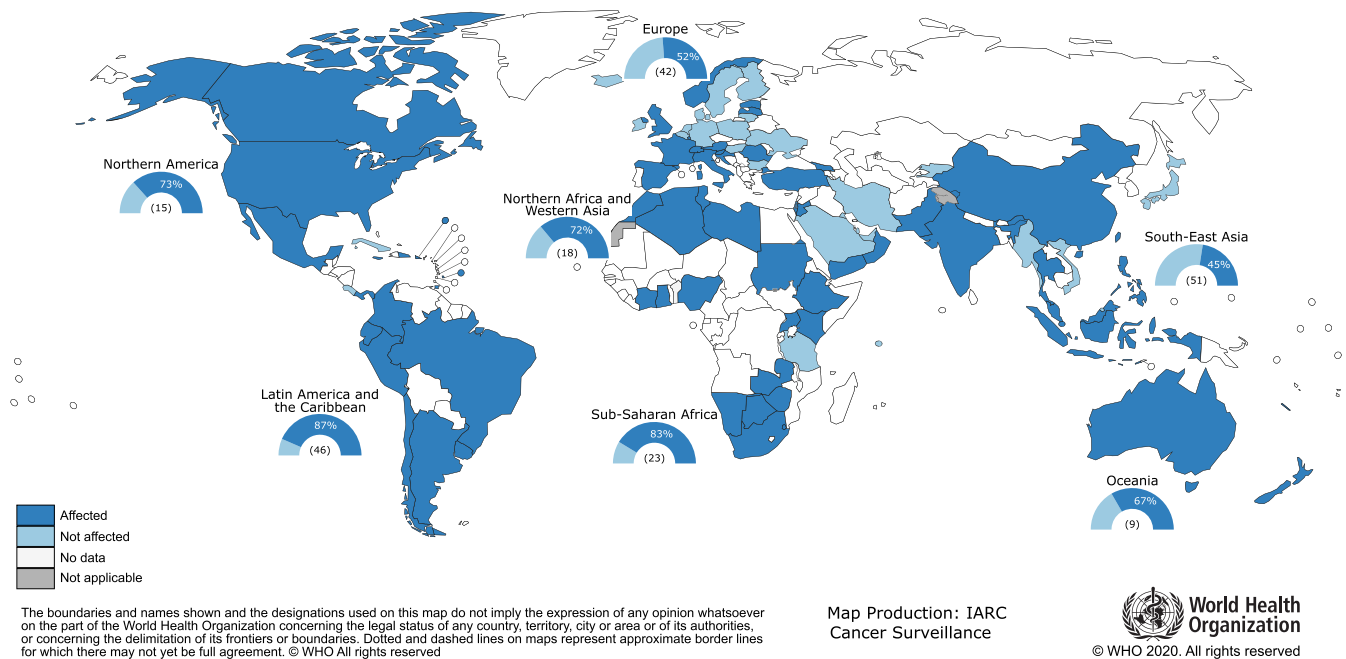 Europe
52%
(42)
Northern America
73%
(15)
Northern Africa and
Western Asia
72%
(18)
South-East Asia
45%
(51)
Latin America and
the Caribbean
87%
(46)
Sub-Saharan Africa
83%
(23)
Oceania
67%
(9)
Affected
Not affected
No data
Not applicable
The boundaries and names shown and the designations used on this map do not imply the expression of any opinion whatsoever
on the part of the World Health Organization concerning the legal status of any country, territory, city or area or of its authorities,
or concerning the delimitation of its frontiers or boundaries. Dotted and dashed lines on maps represent approximate border lines
for which there may not yet be full agreement. © WHO All rights reserved
Map Production: IARC
Cancer Surveillance
World Health
Organization
© WHO 2020. All rights reserved